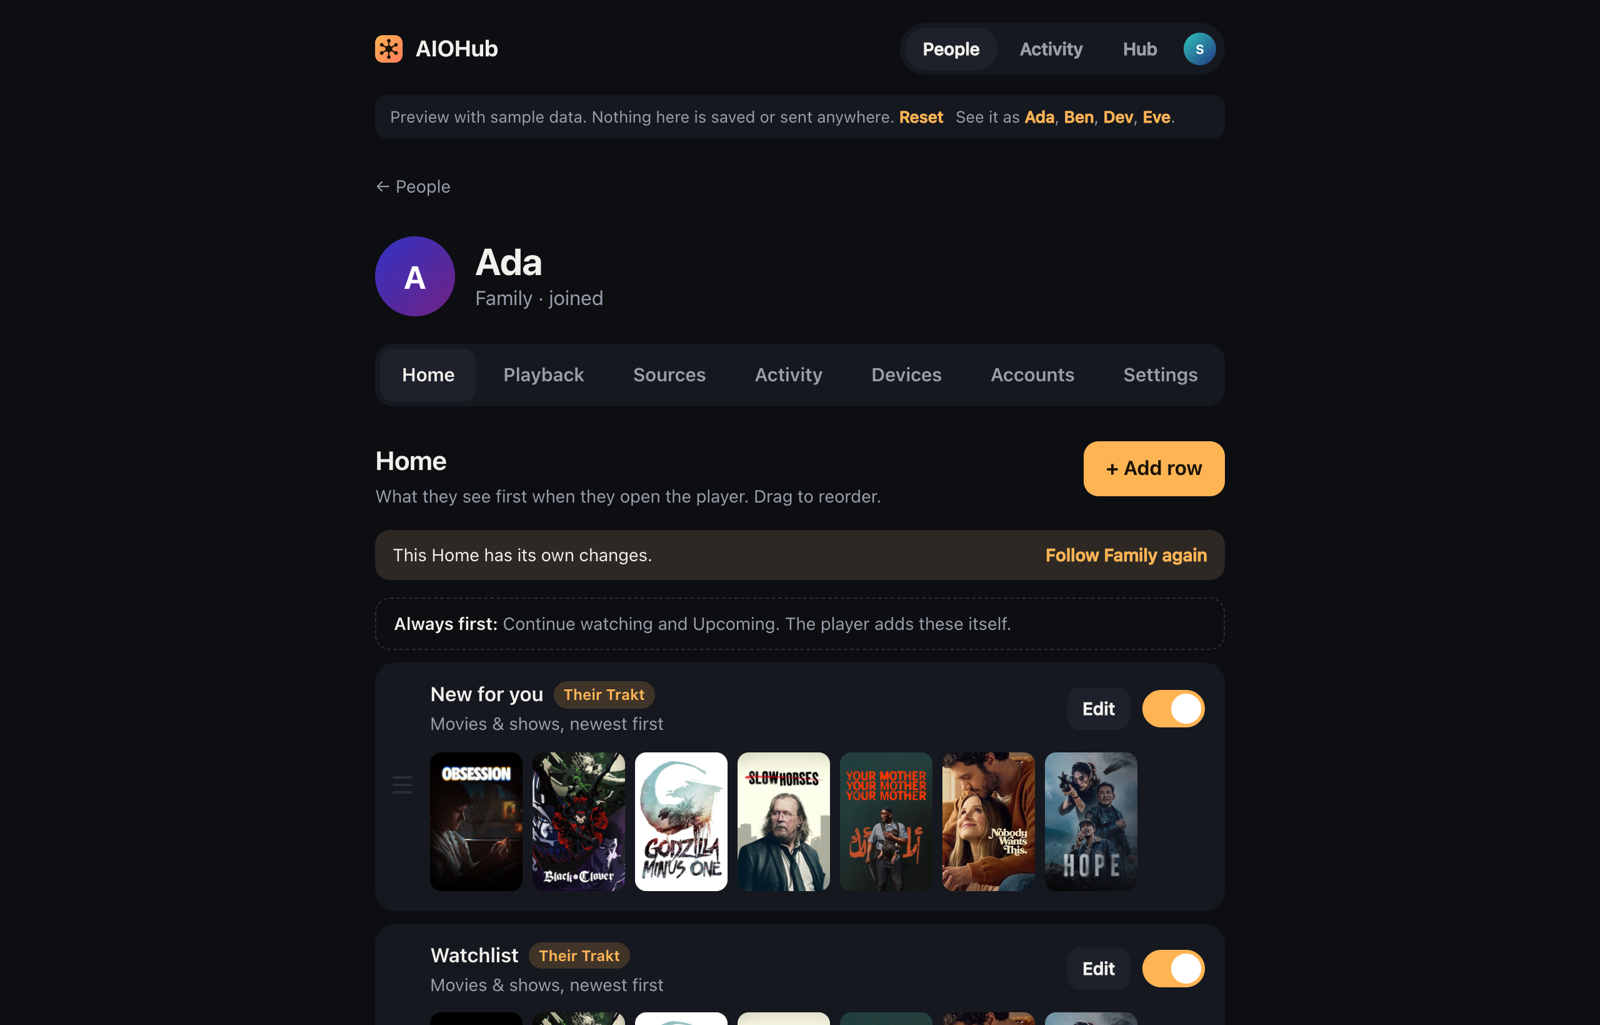 AIOHub
People
Activity
Hub
S
Preview with sample data. Nothing here is saved or sent anywhere. Reset See it as Ada, Ben, Dev, Eve.
← People
A
Ada
Family · joined
Home
Playback
Sources
Activity
Devices
Accounts
Settings
Home
+ Add row
What they see first when they open the player. Drag to reorder.
This Home has its own changes.
Follow Family again
Always first: Continue watching and Upcoming. The player adds these itself.
New for you
Their Trakt
Movies & shows, newest first
Edit
OBSESSION
Black Clover
GODZILLA
MINUS ONE
SLOW HORSES
YOUR MOTHER
YOUR MOTHER
YOUR MOTHER
Nobody
Wants
This.
HOPE
Watchlist
Their Trakt
Movies & shows, newest first
Edit